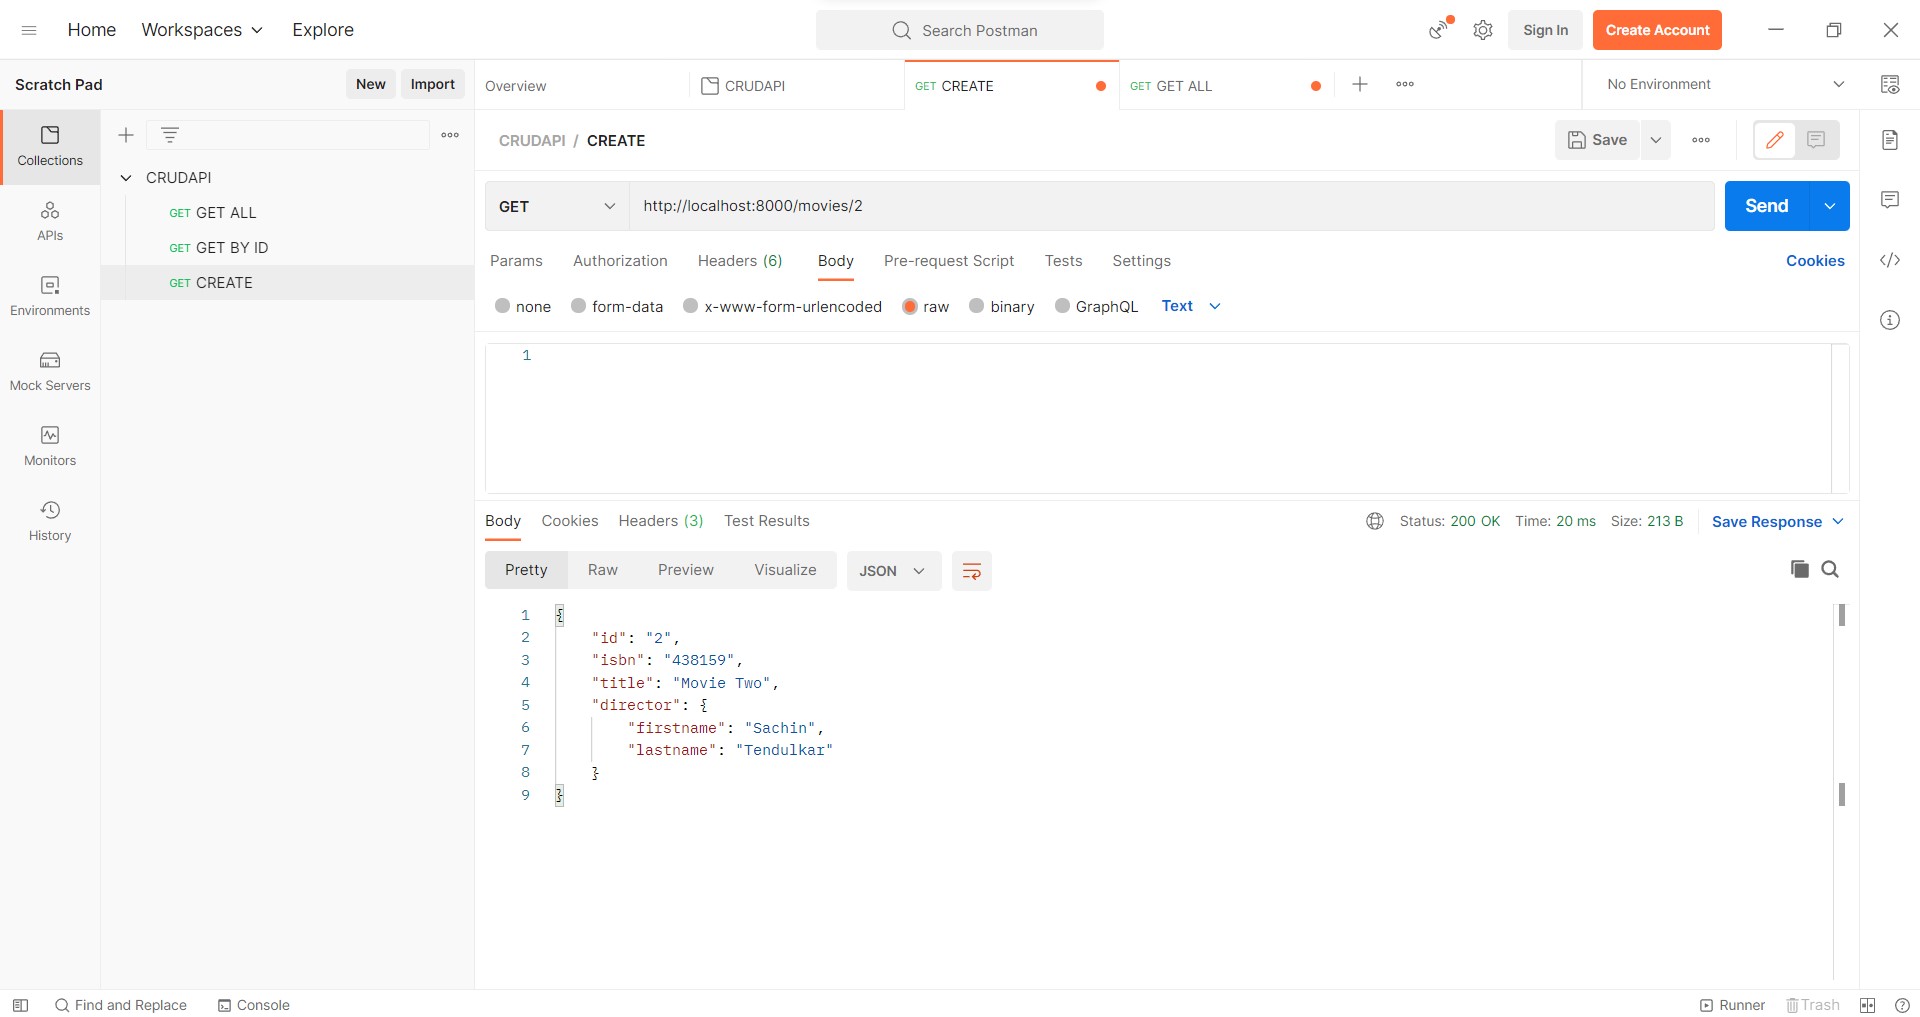 Home Workspaces Explore Search Postman Sign In Create Account
Scratch Pad New Import Overview CRUDAPI GET CREATE GET GET ALL No Environment
Collections
APIs
Environments
Mock Servers
Monitors
History
CRUDAPI
GET GET ALL
GET GET BY ID
GET CREATE
CRUDAPI / CREATE Save
GET http://localhost:8000/movies/2 Send
Params Authorization Headers (6) Body Pre-request Script Tests Settings Cookies
none form-data x-www-form-urlencoded raw binary GraphQL Text
1
Body Cookies Headers (3) Test Results Status: 200 OK Time: 20 ms Size: 213 B Save Response
Pretty Raw Preview Visualize JSON
1 {
2 "id": "2",
3 "isbn": "438159",
4 "title": "Movie Two",
5 "director": {
6 "firstname": "Sachin",
7 "lastname": "Tendulkar"
8 }
9 }
Find and Replace Console Runner Trash